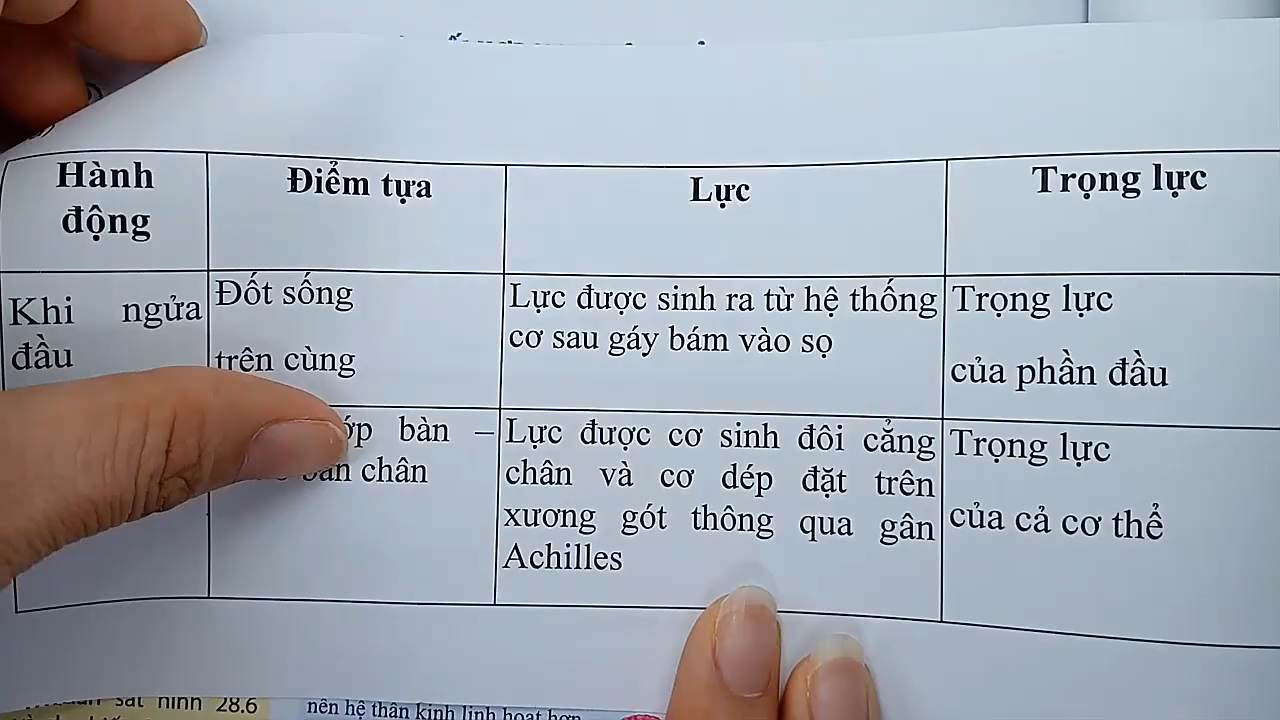 Hành
động
Điểm tựa
Lực
Trọng lực
Khi ngửa
đầu
Đốt sống
trên cùng
Lực được sinh ra từ hệ thống
cơ sau gáy bám vào sọ
Trọng lực
của phần đầu
bàn –
chân
Lực được cơ sinh đôi cẳng
chân và cơ dép đặt trên
xương gót thông qua gân
Achilles
Trọng lực
của cả cơ thể
sát hình 28.6
nên hệ thần kinh linh hoạt hơn